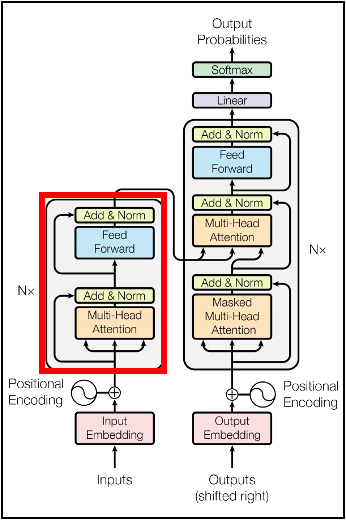 Output
Probabilities
Softmax
Linear
Add & Norm
Feed
Forward
Add & Norm
Multi-Head
Attention
Add & Norm
Masked
Multi-Head
Attention
N×
Add & Norm
Feed
Forward
N×
Add & Norm
Multi-Head
Attention
Positional
Encoding
Positional
Encoding
Input
Embedding
Output
Embedding
Inputs
Outputs
(shifted right)